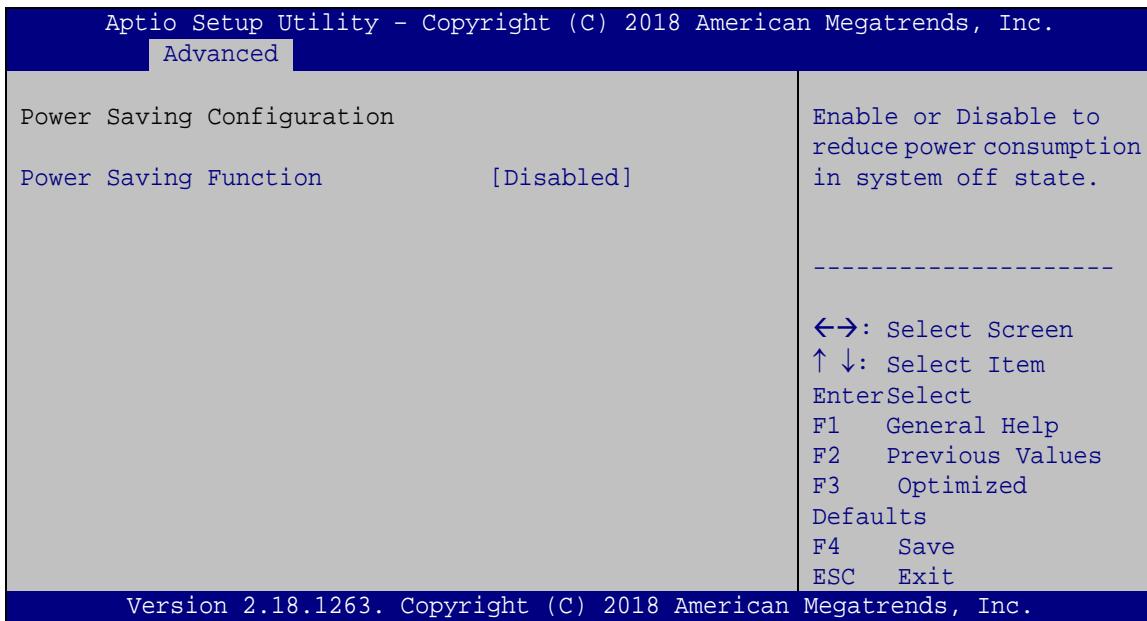 Aptio Setup Utility – Copyright (C) 2018 American Megatrends, Inc.
Advanced
Power Saving Configuration
Power Saving Function [Disabled]
Enable or Disable to
reduce power consumption
in system off state.
---------------------
←→: Select Screen
↑ ↓: Select Item
EnterSelect
F1 General Help
F2 Previous Values
F3 Optimized
Defaults
F4 Save
ESC Exit
Version 2.18.1263. Copyright (C) 2018 American Megatrends, Inc.